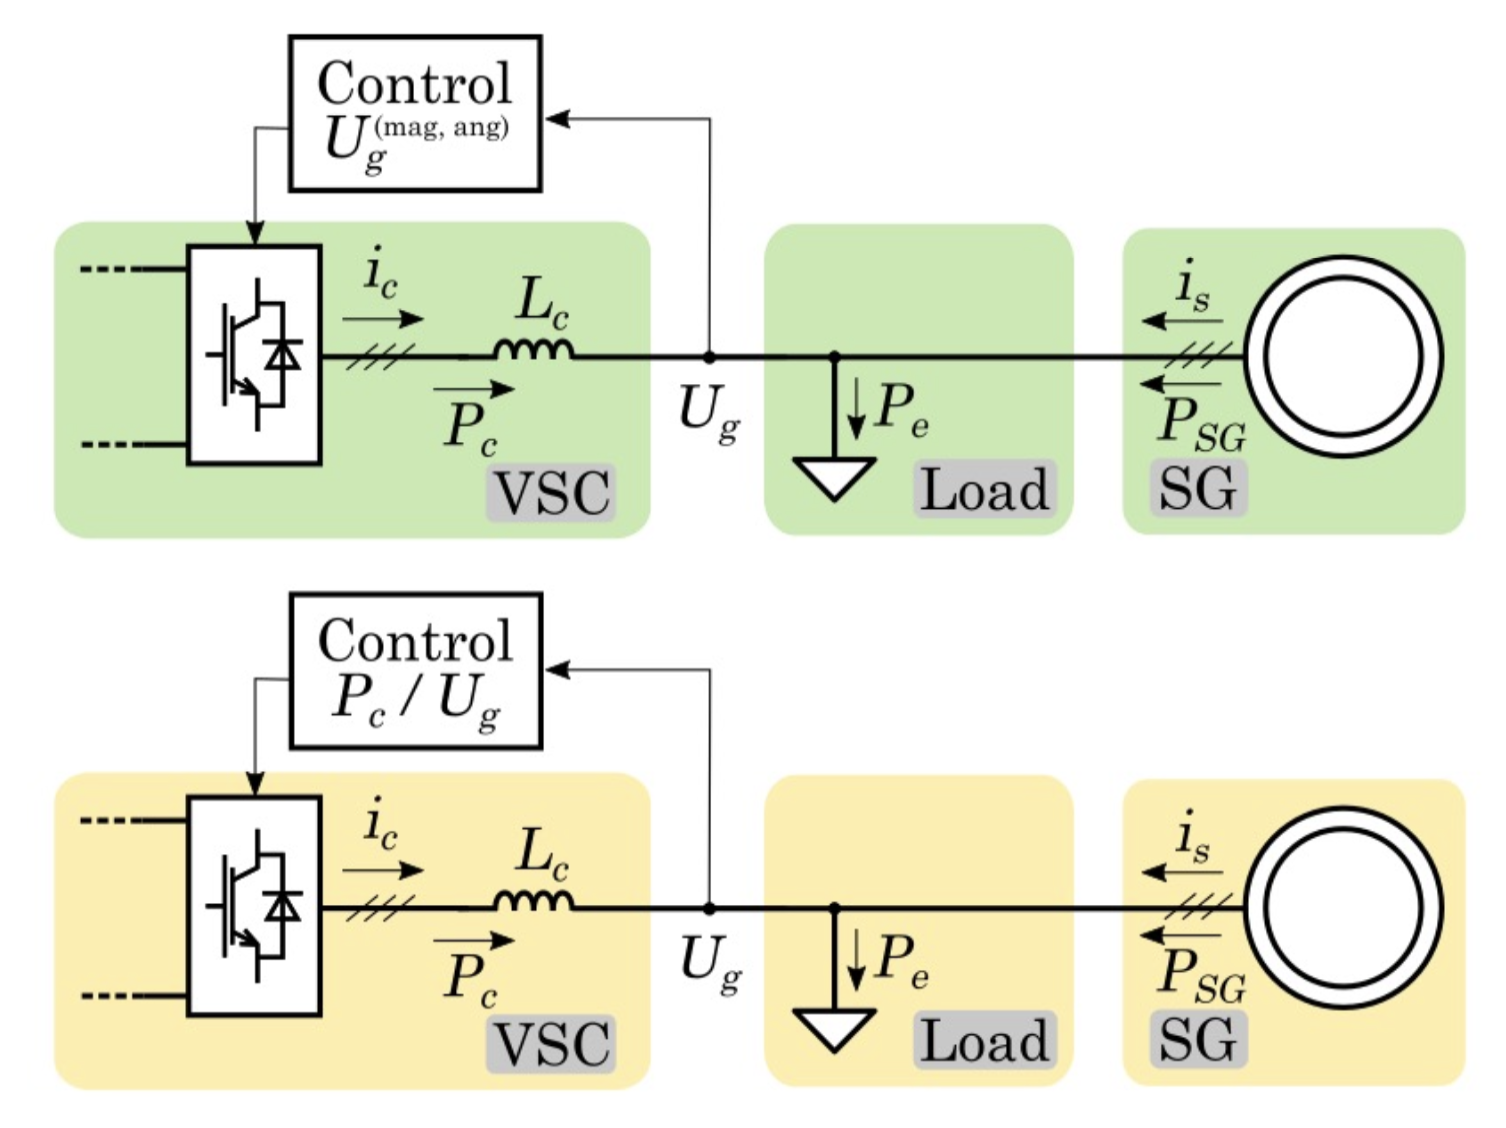 Control
U_g^(mag, ang)
i_c
L_c
i_s
P_c
U_g
P_e
P_SG
VSC
Load
SG
Control
P_c / U_g
i_c
L_c
i_s
P_c
U_g
P_e
P_SG
VSC
Load
SG